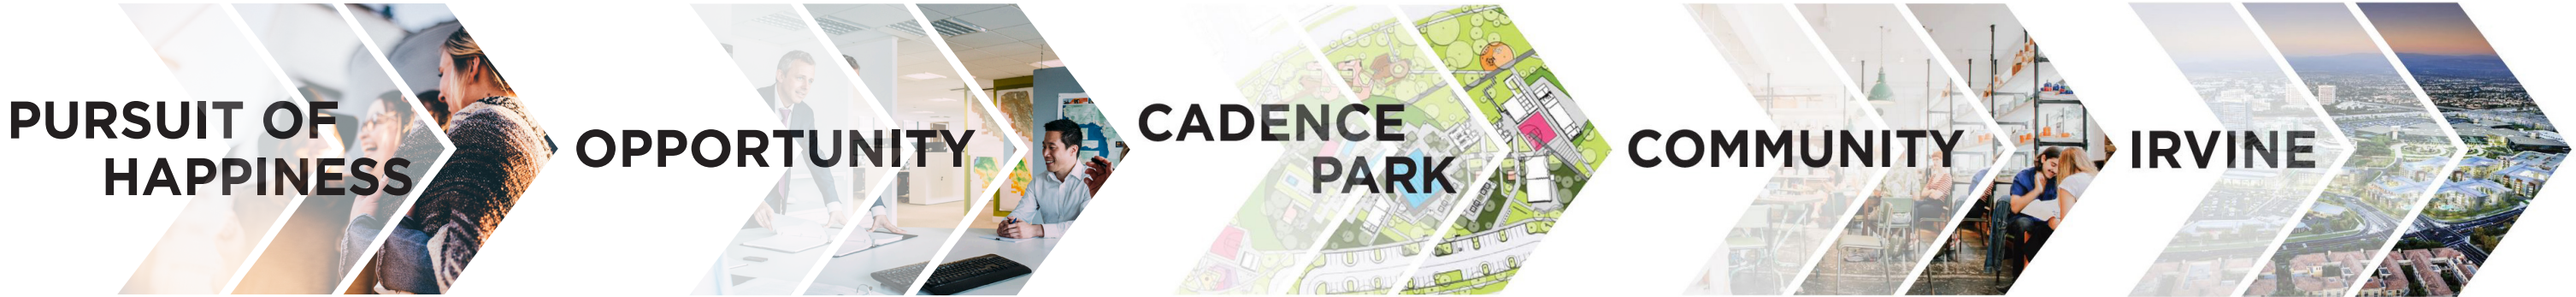 PURSUIT OF
HAPPINESS
OPPORTUNITY
CADENCE
PARK
COMMUNITY
IRVINE